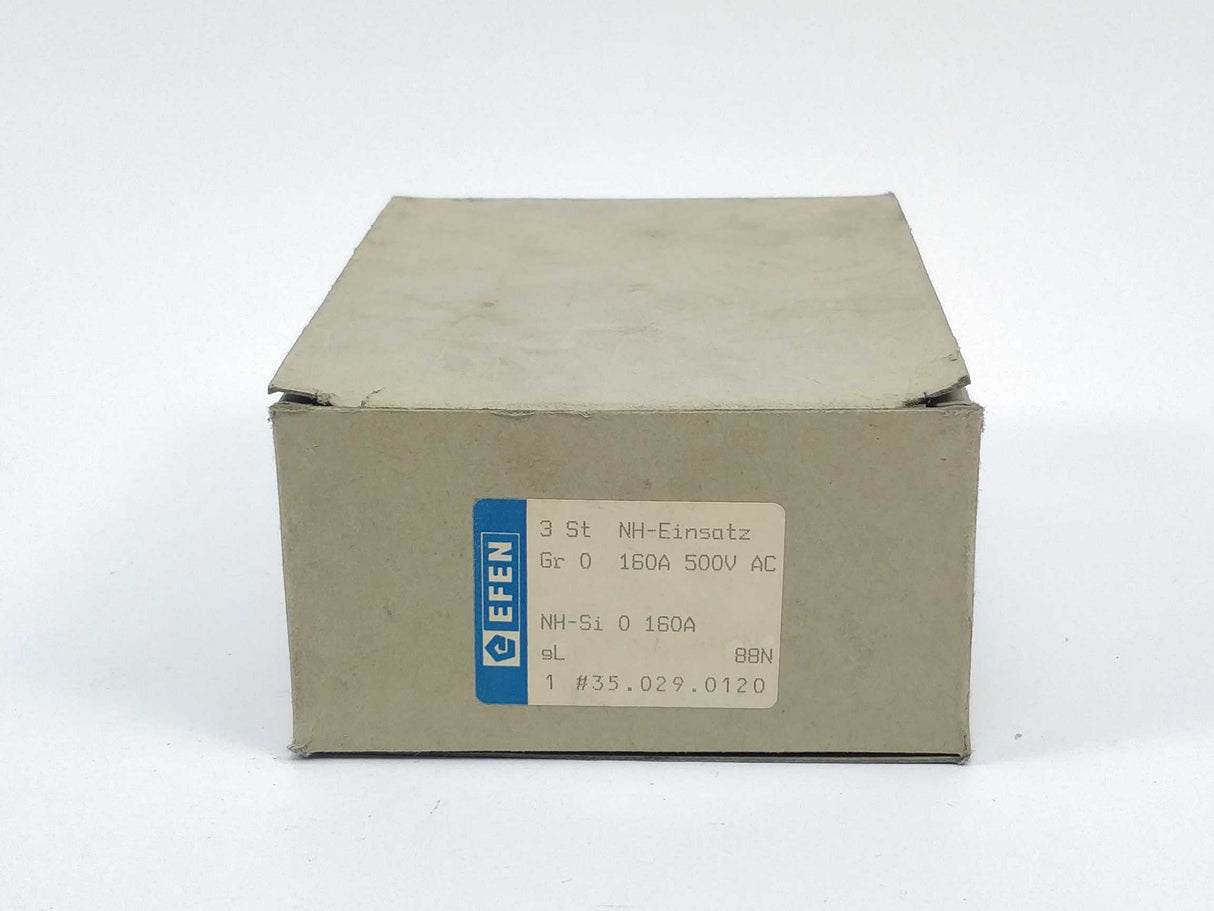 EFEN
3 St NH-Einsatz
Gr 0 160A 500V AC
NH-Si 0 160A
gL 88N
1 #35.029.0120